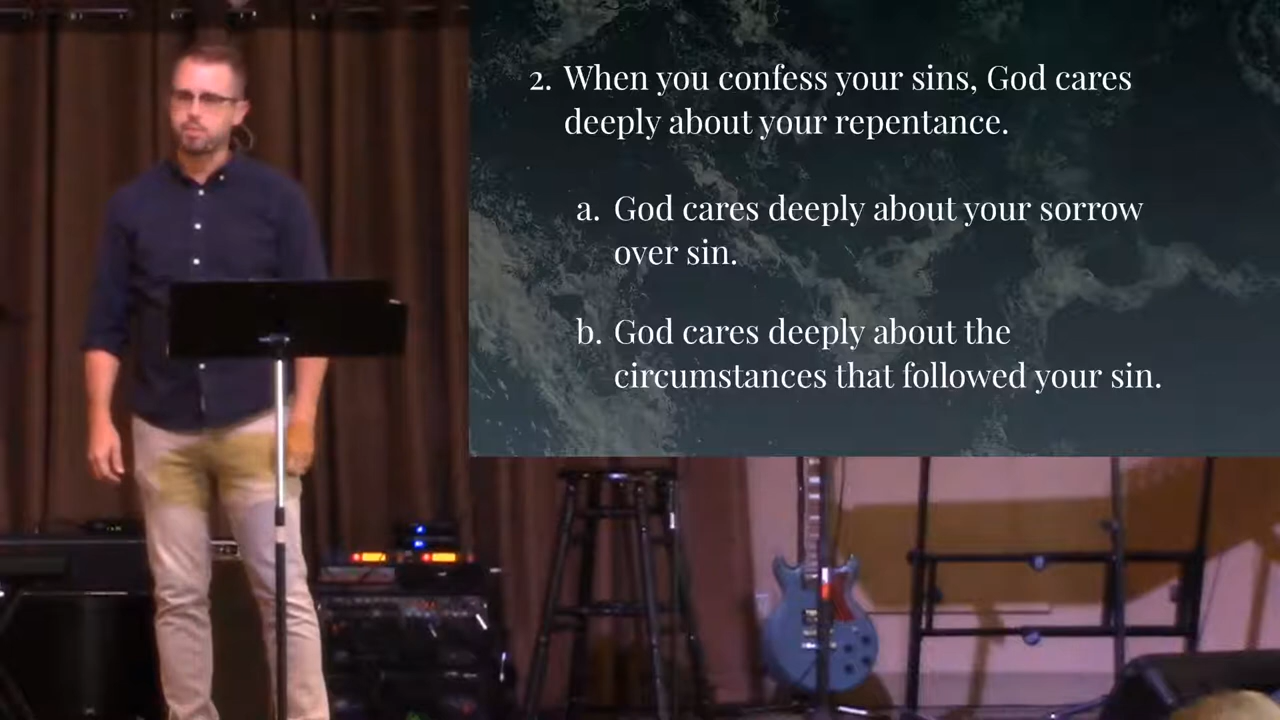 2. When you confess your sins, God cares
deeply about your repentance.
a. God cares deeply about your sorrow
over sin.
b. God cares deeply about the
circumstances that followed your sin.